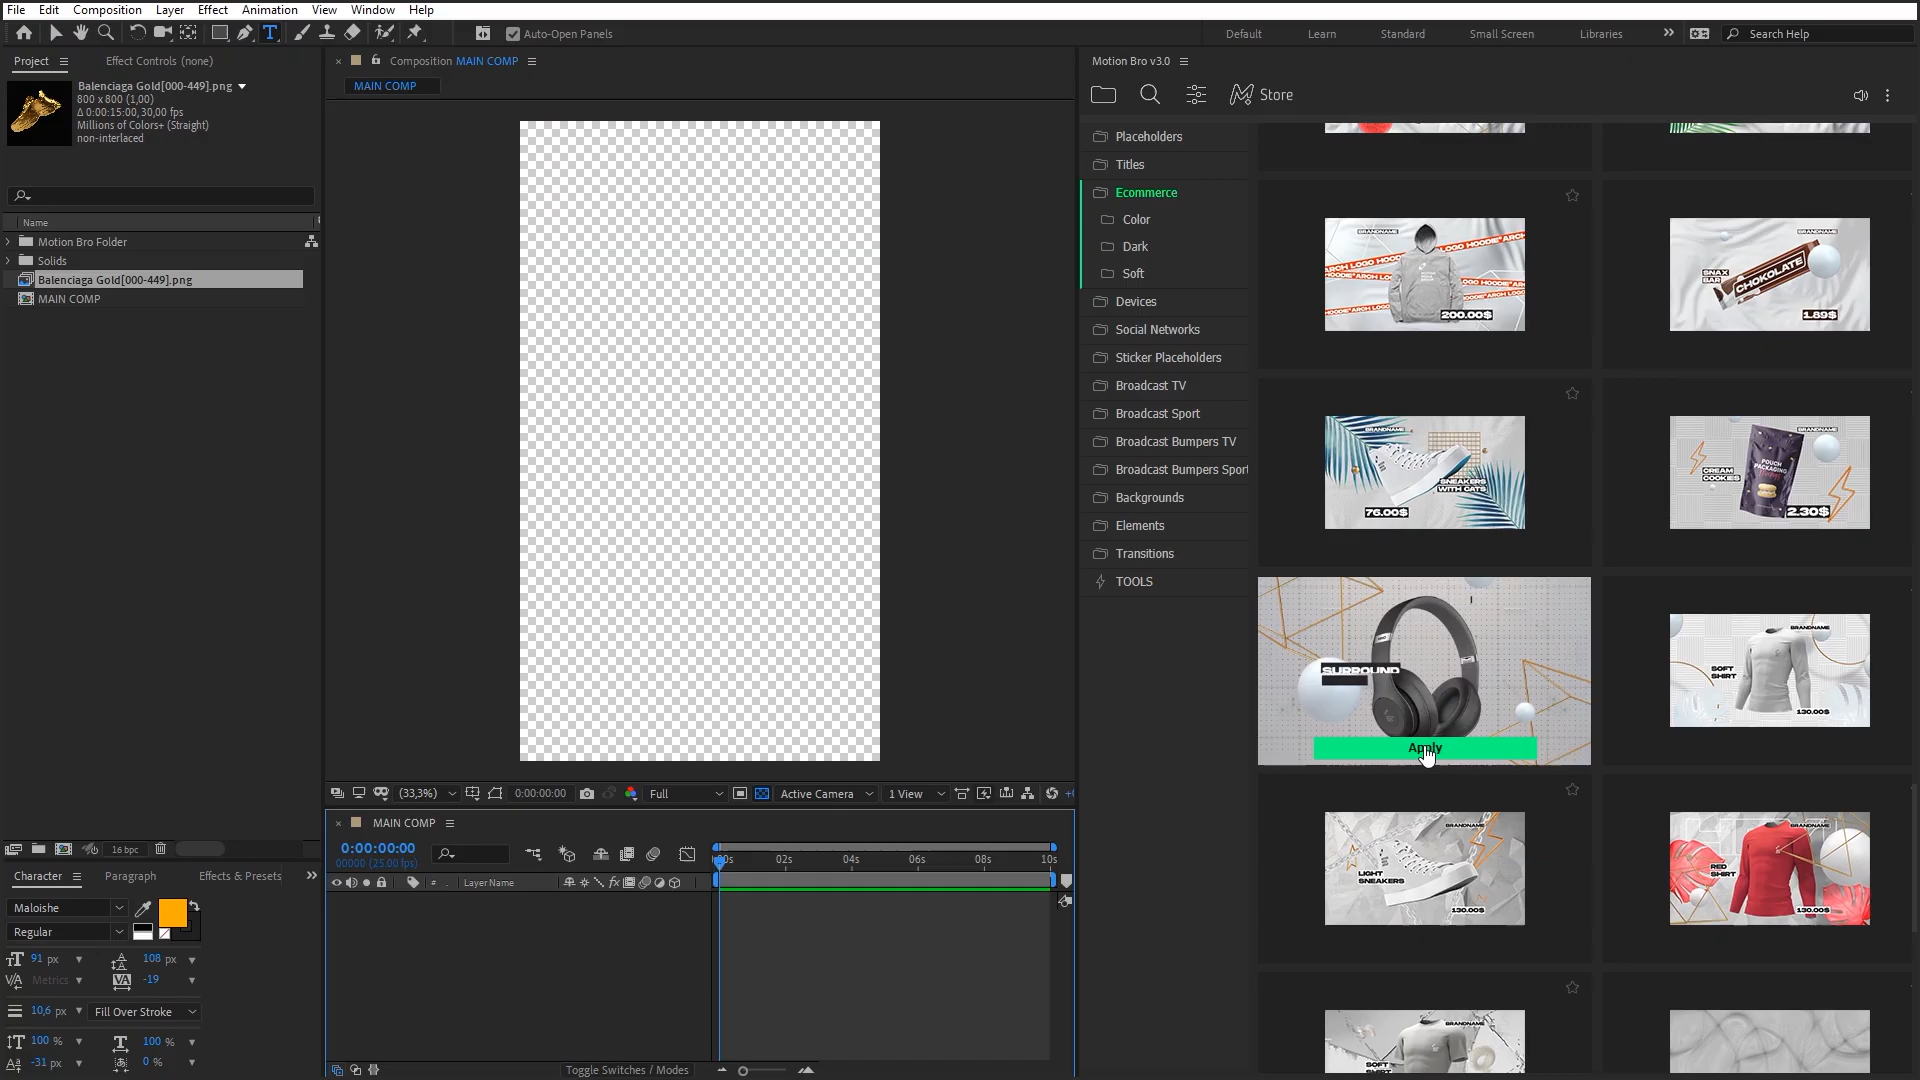 File Edit Composition Layer Effect Animation View Window Help
Auto-Open Panels
Default Learn Standard Small Screen Libraries
Search Help
Project
Effect Controls (none)
Balenciaga Gold[000-449].png
800 x 800 (1,00)
Δ 0:00:15:00, 30,00 fps
Millions of Colors+ (Straight)
non-interlaced
Name
Motion Bro Folder
Solids
Balenciaga Gold[000-449].png
MAIN COMP
16 bpc
Composition MAIN COMP
MAIN COMP
(33,3%)
0:00:00:00
Full
Active Camera
1 View
Motion Bro v3.0
Store
Placeholders
Titles
Ecommerce
Color
Dark
Soft
Devices
Social Networks
Sticker Placeholders
Broadcast TV
Broadcast Sport
Broadcast Bumpers TV
Broadcast Bumpers Sport
Backgrounds
Elements
Transitions
TOOLS
BRANDNAME
200.00$
BRANDNAME
SNAX
BAR
CHOKOLATE
1.89$
BRANDNAME
SNEAKERS
WITH CATS
76.00$
BRANDNAME
CREAM
COOKIES
POUCH
PACKAGING
2.30$
SURROUND
Apply
BRANDNAME
SOFT
SHIRT
130.00$
BRANDNAME
LIGHT
SNEAKERS
130.00$
BRANDNAME
RED
SHIRT
130.00$
BRANDNAME
SOFT
MAIN COMP
0:00:00:00
00000 (25.00 fps)
Layer Name
02s 04s 06s 08s 10s
Toggle Switches / Modes
Character
Paragraph
Effects & Presets
Maloishe
Regular
91 px
108 px
Metrics
-19
10,6 px
Fill Over Stroke
100 %
100 %
-31 px
0 %